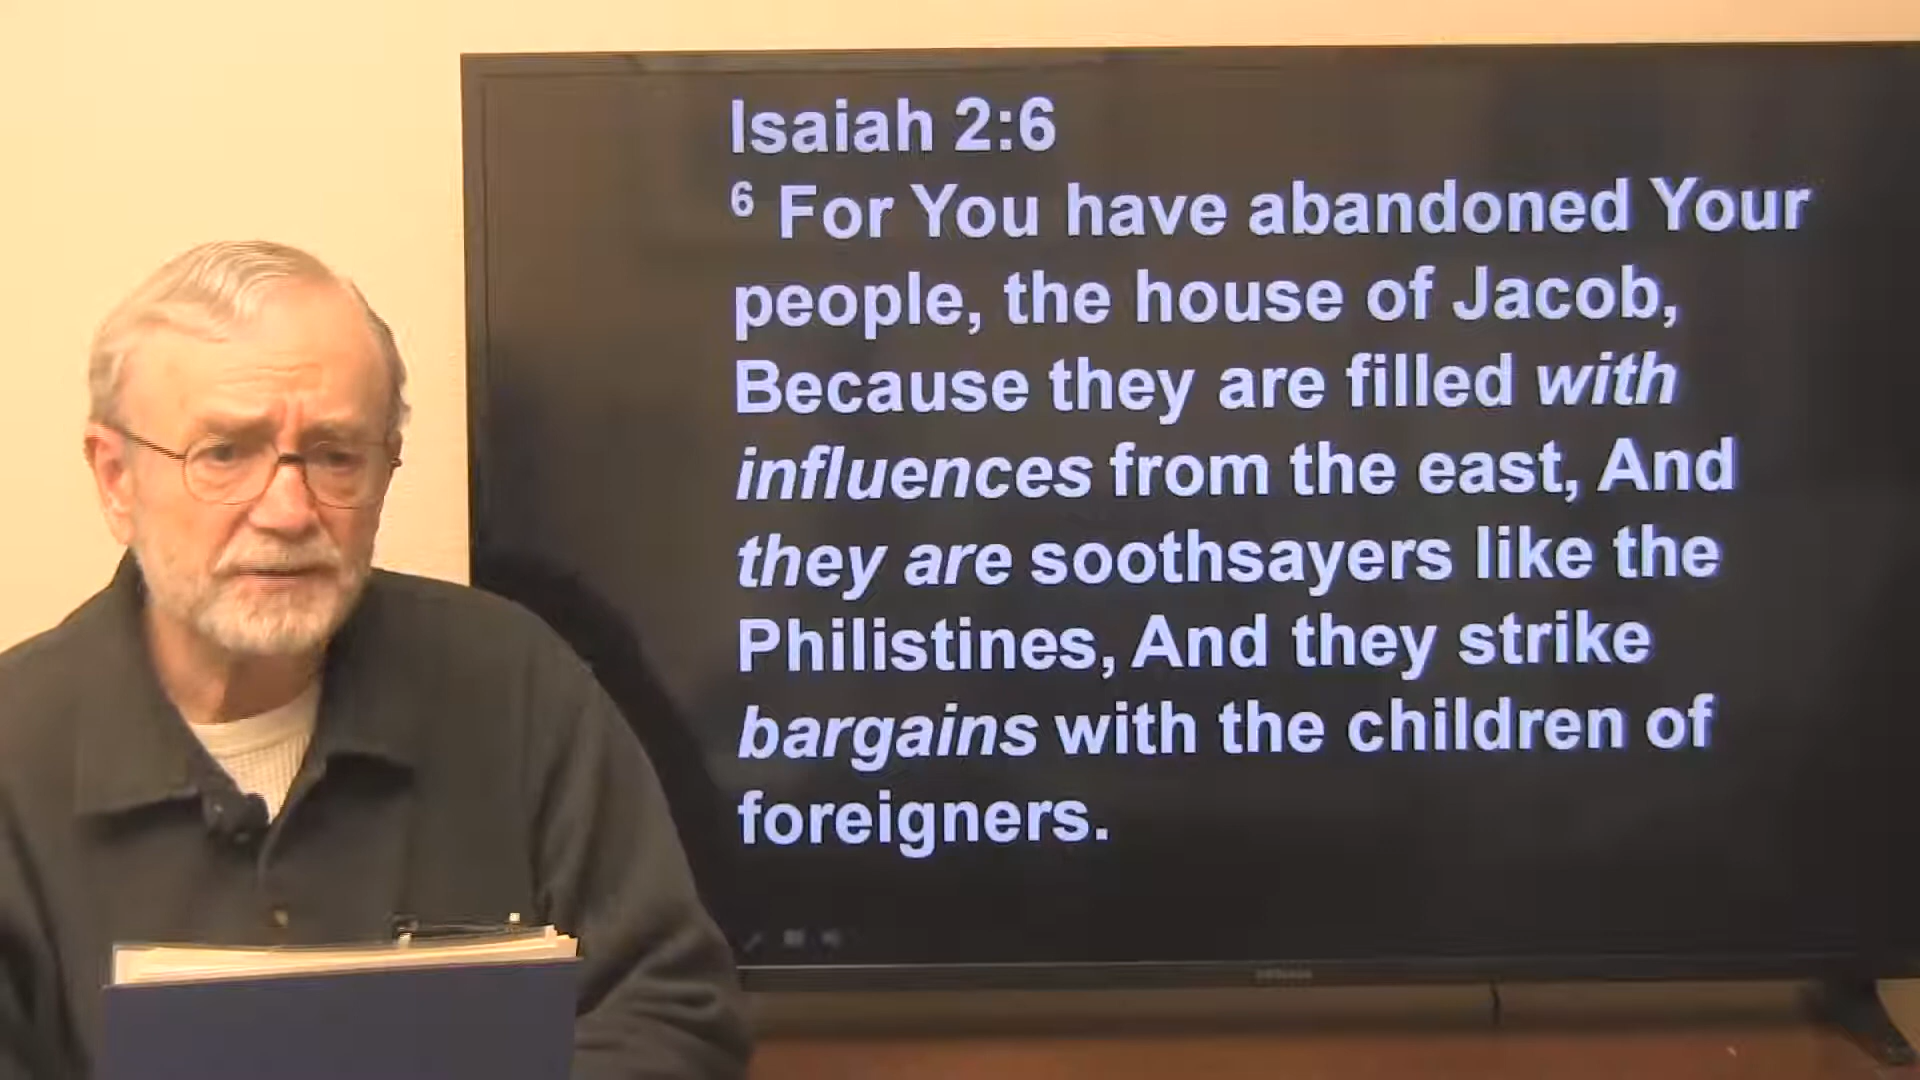 Isaiah 2:6
6 For You have abandoned Your
people, the house of Jacob,
Because they are filled with
influences from the east, And
they are soothsayers like the
Philistines, And they strike
bargains with the children of
foreigners.